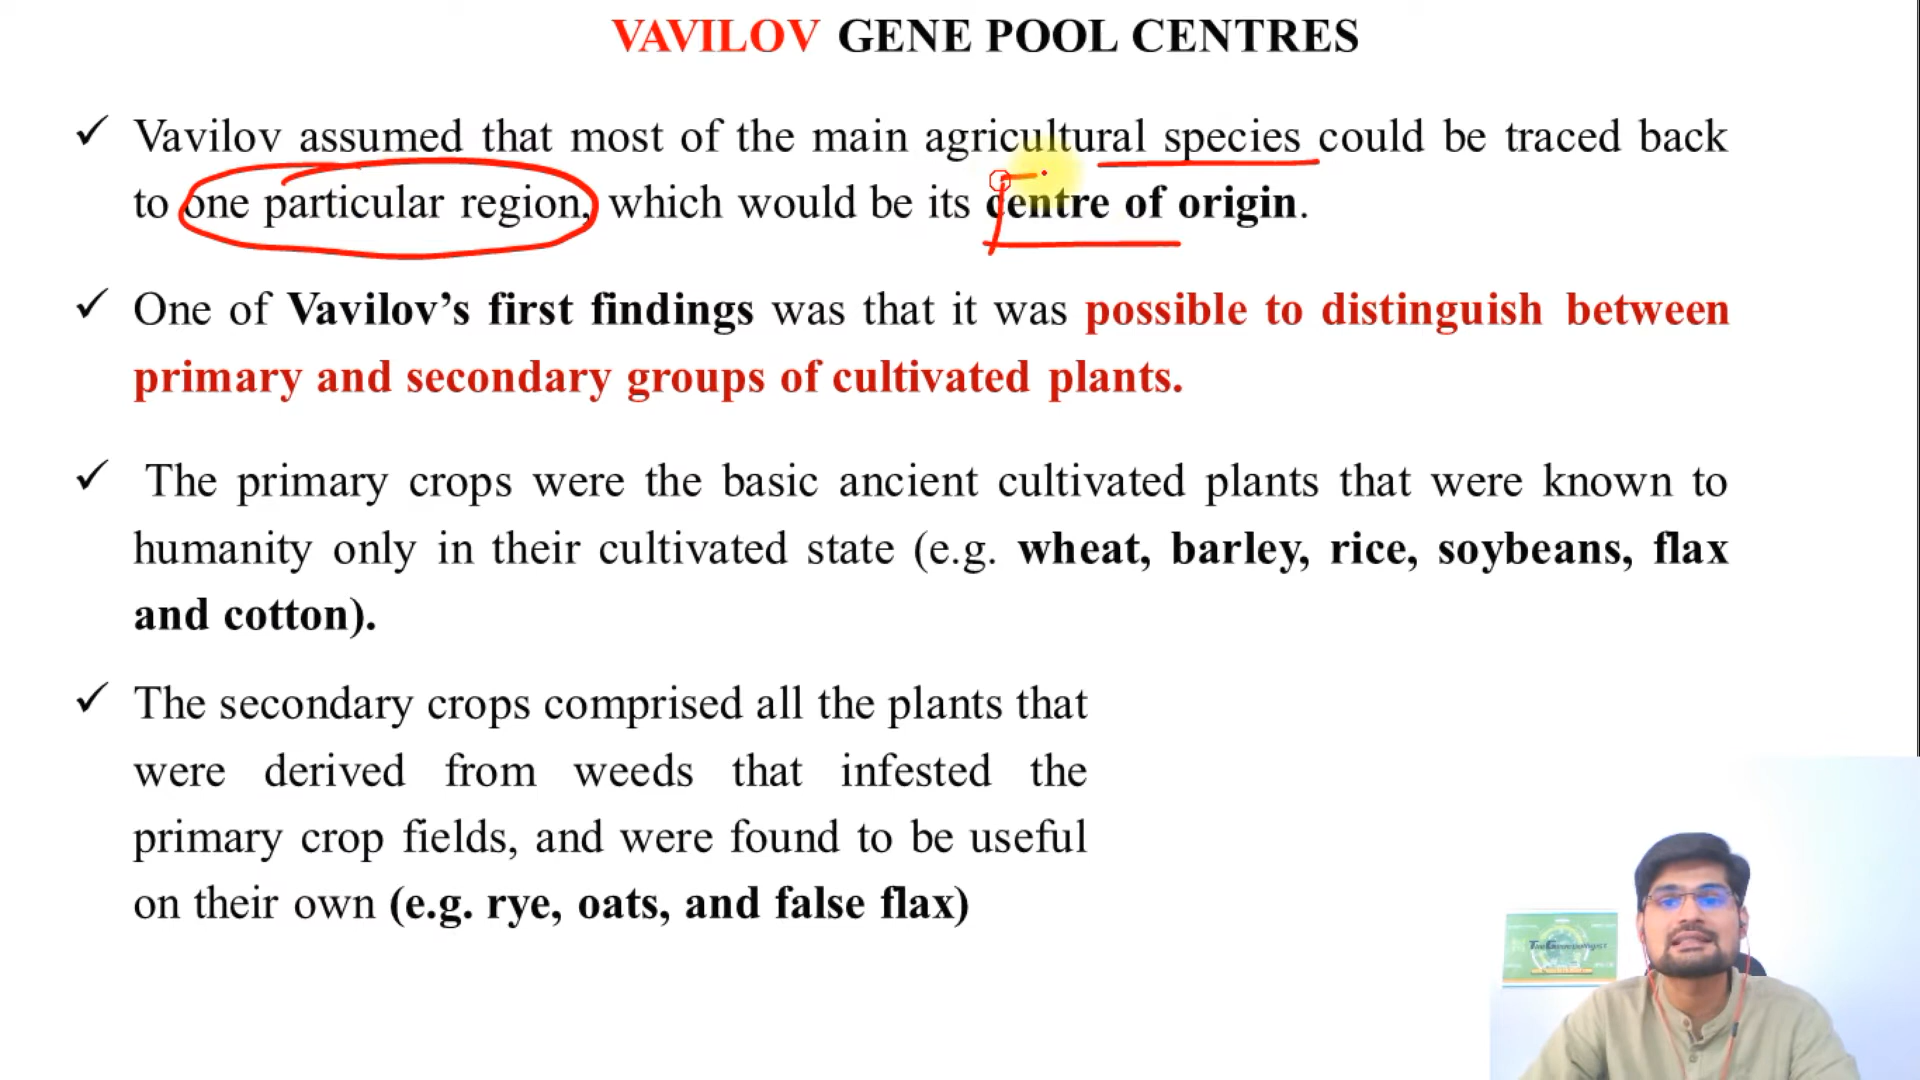 VAVILOV GENE POOL CENTRES
✓ Vavilov assumed that most of the main agricultural species could be traced back
to one particular region, which would be its centre of origin.
✓ One of Vavilov’s first findings was that it was possible to distinguish between
primary and secondary groups of cultivated plants.
✓ The primary crops were the basic ancient cultivated plants that were known to
humanity only in their cultivated state (e.g. wheat, barley, rice, soybeans, flax
and cotton).
✓ The secondary crops comprised all the plants that
were derived from weeds that infested the
primary crop fields, and were found to be useful
on their own (e.g. rye, oats, and false flax)